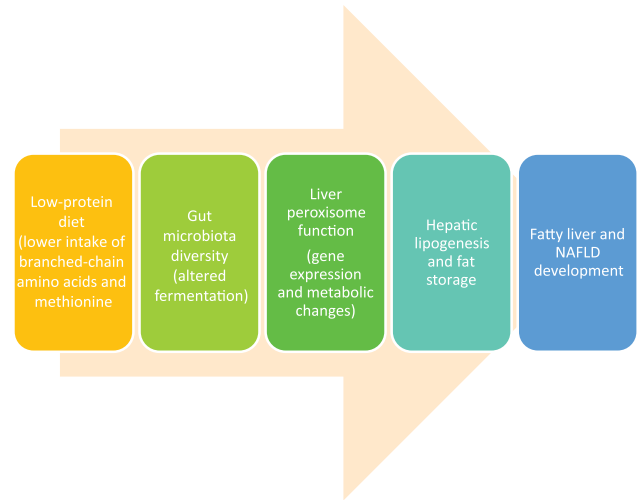 Low-protein
diet
(lower intake of
branched-chain
amino acids and
methionine
Gut
microbiota
diversity
(altered
fermentation)
Liver
peroxisome
function
(gene
expression
and metabolic
changes)
Hepatic
lipogenesis
and fat
storage
Fatty liver and
NAFLD
development